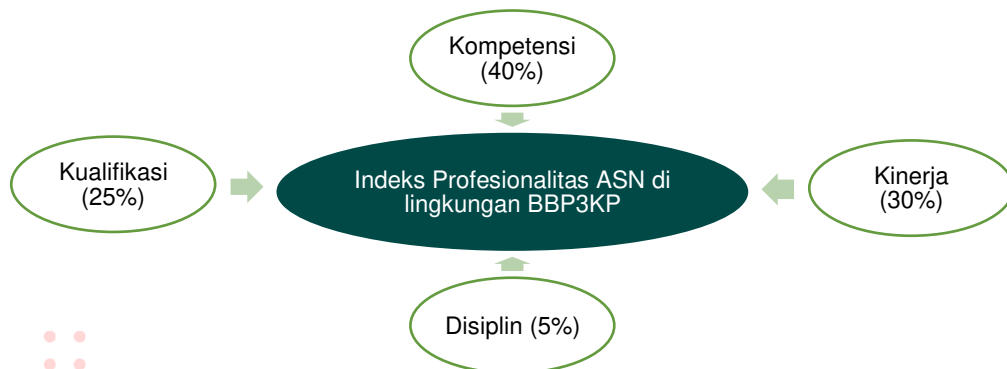 Kompetensi
(40%)
Kualifikasi
(25%)
Indeks Profesionalitas ASN di
lingkungan BBP3KP
Kinerja
(30%)
Disiplin (5%)